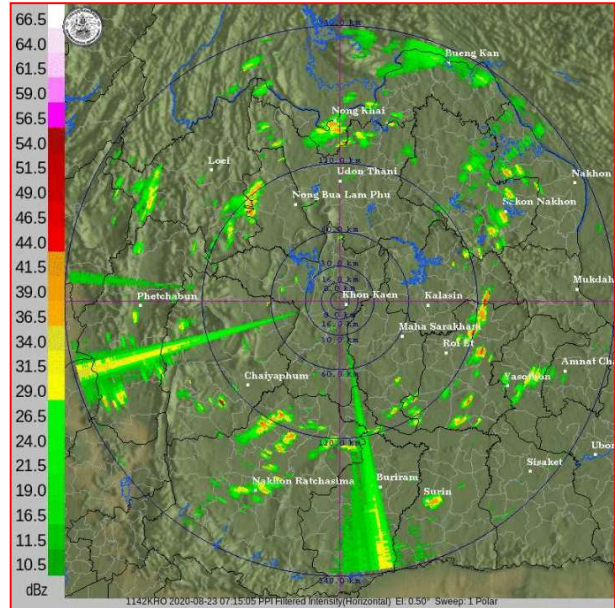 66.5
64.0
61.5
59.0
56.5
54.0
51.5
49.0
46.5
44.0
41.5
39.0
36.5
34.0
31.5
29.0
26.5
24.0
21.5
19.0
16.5
14.0
11.5
10.5
dBz
Bueng Kan
Nong Khai
Loei
Udon Thani
Nakhon
Nong Bua Lam Phu
Sakon Nakhon
Mukdah
Phetchabun
Khon Kaen
Kalasin
Maha Sarakham
Roi Et
Amnat Cha
Chaiyaphum
Yasothon
Ubon
Sisaket
Nakhon Ratchasima
Buriram
Surin
1142KHO 2020-08-23 07:15:05 PPI Filtered Intensity(Horizontal) El: 0.50° Sweep: 1 Polar